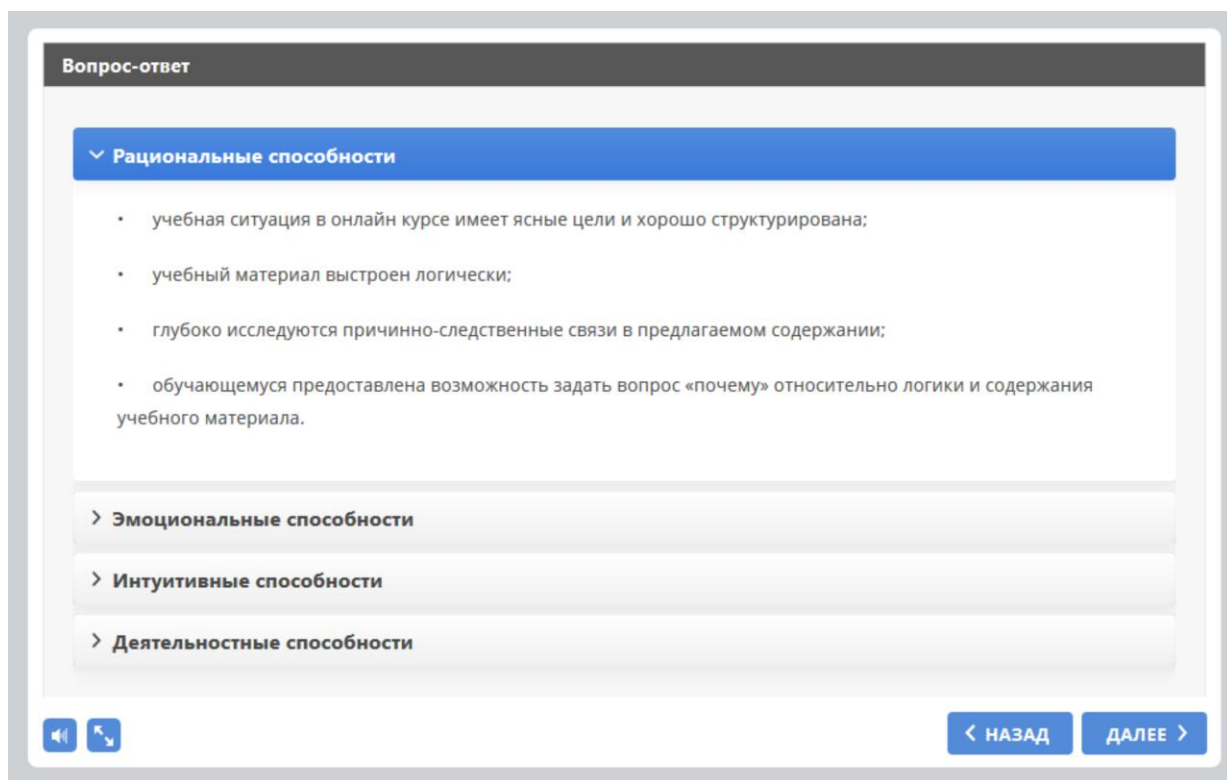 Вопрос-ответ
Рациональные способности
• учебная ситуация в онлайн курсе имеет ясные цели и хорошо структурирована;
• учебный материал выстроен логически;
• глубоко исследуются причинно-следственные связи в предлагаемом содержании;
• обучающемуся предоставлена возможность задать вопрос «почему» относительно логики и содержания
учебного материала.
Эмоциональные способности
Интуитивные способности
Деятельностные способности
НАЗАД
ДАЛЕЕ